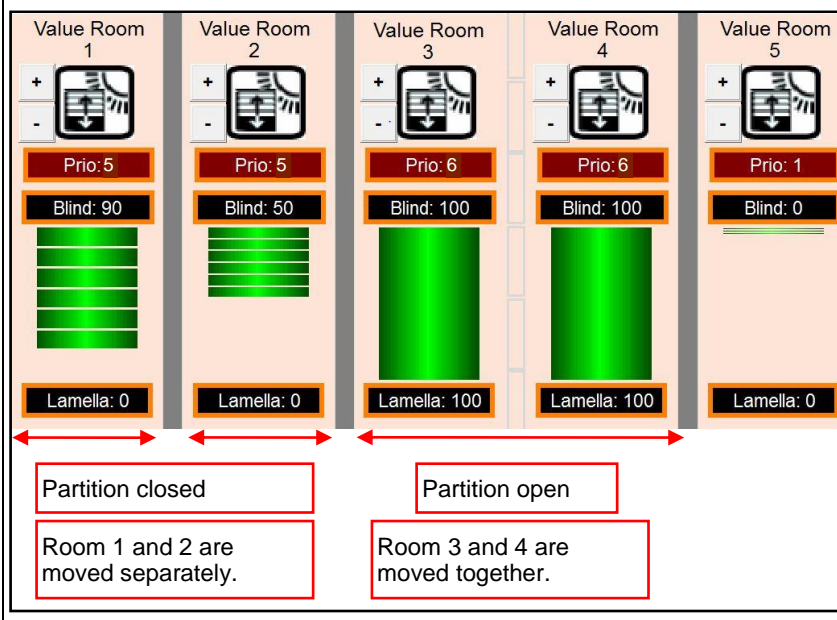 Value Room
1
+
-
Prio: 5
Blind: 90
Lamella: 0
Value Room
2
+
-
Prio: 5
Blind: 50
Lamella: 0
Value Room
3
+
-
Prio: 6
Blind: 100
Lamella: 100
Value Room
4
+
-
Prio: 6
Blind: 100
Lamella: 100
Value Room
5
+
-
Prio: 1
Blind: 0
Lamella: 0
Partition closed
Partition open
Room 1 and 2 are
moved separately.
Room 3 and 4 are
moved together.